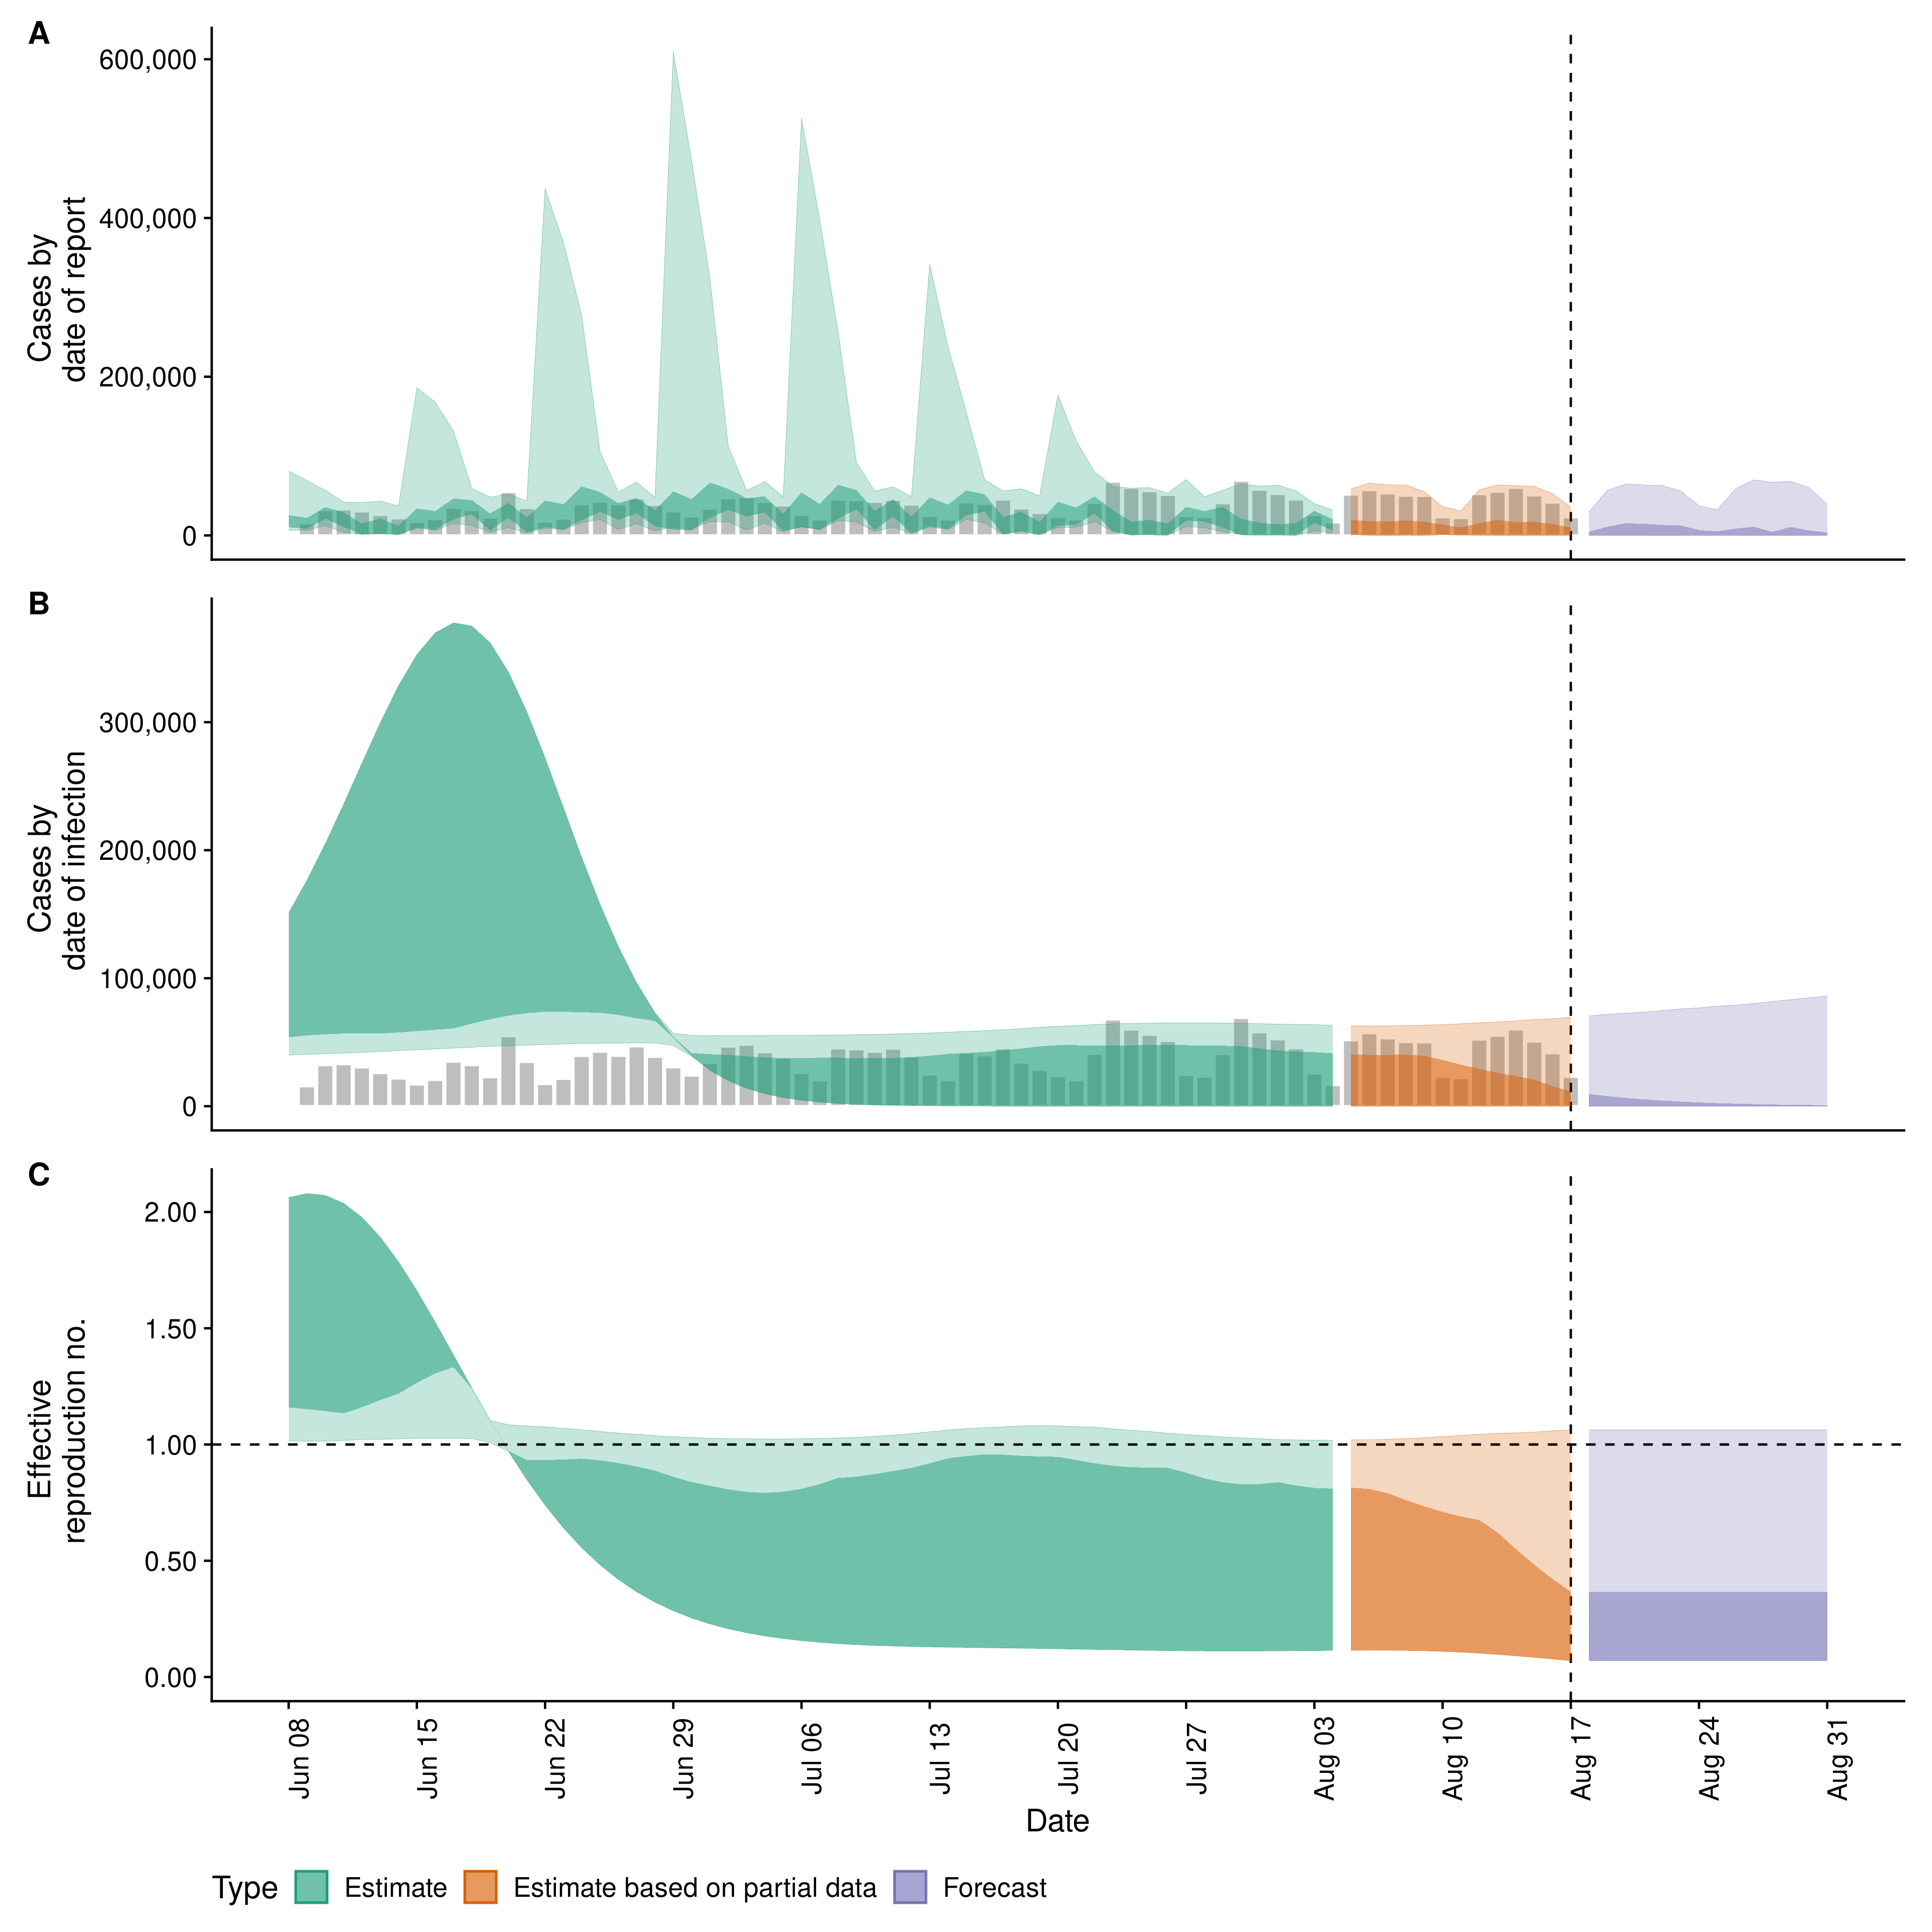 A
600,000
400,000
200,000
0
Cases by
date of report
B
300,000
200,000
100,000
0
Cases by
date of infection
C
2.00
1.50
1.00
0.50
0.00
Effective
reproduction no.
Jun 08
Jun 15
Jun 22
Jun 29
Jul 06
Jul 13
Jul 20
Jul 27
Aug 03
Aug 10
Aug 17
Aug 24
Aug 31
Date
Type Estimate Estimate based on partial data Forecast